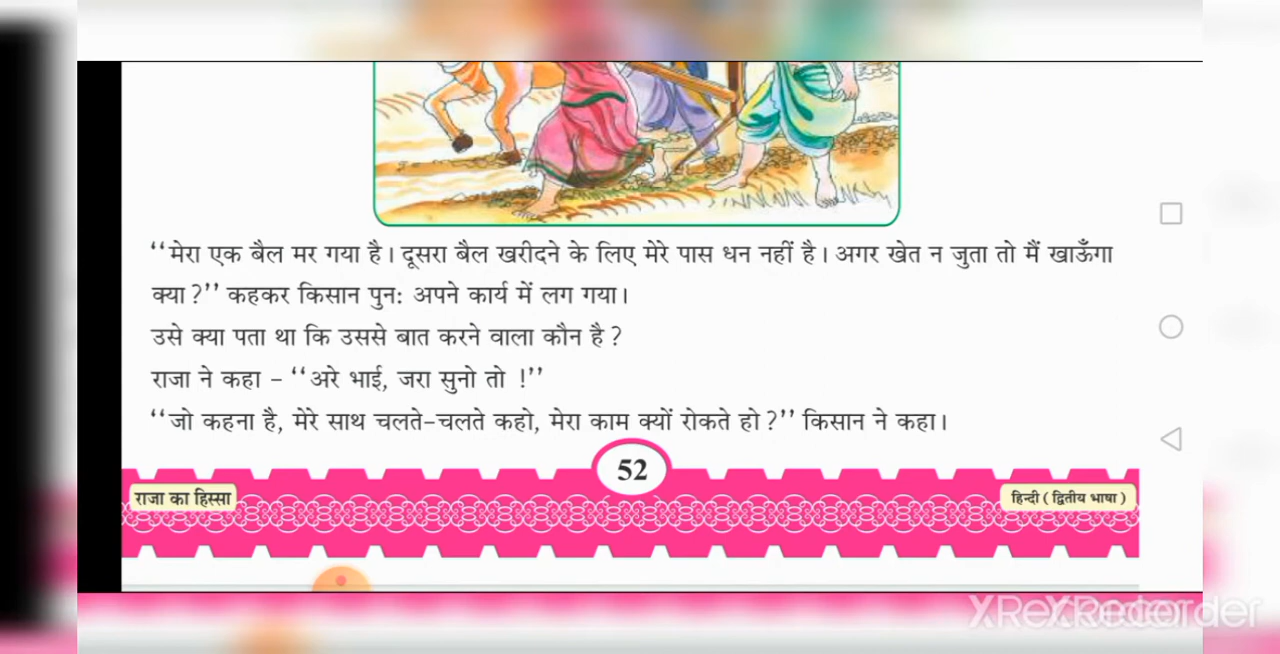 “मेरा एक बैल मर गया है। दूसरा बैल खरीदने के लिए मेरे पास धन नहीं है। अगर खेत न जुता तो मैं खाऊँगा
क्या ?” कहकर किसान पुनः अपने कार्य में लग गया।
उसे क्या पता था कि उससे बात करने वाला कौन है ?
राजा ने कहा – “अरे भाई, जरा सुनो तो !”
“जो कहना है, मेरे साथ चलते-चलते कहो, मेरा काम क्यों रोकते हो ?” किसान ने कहा।
52
राजा का हिस्सा
हिन्दी ( द्वितीय भाषा )
XRecorder